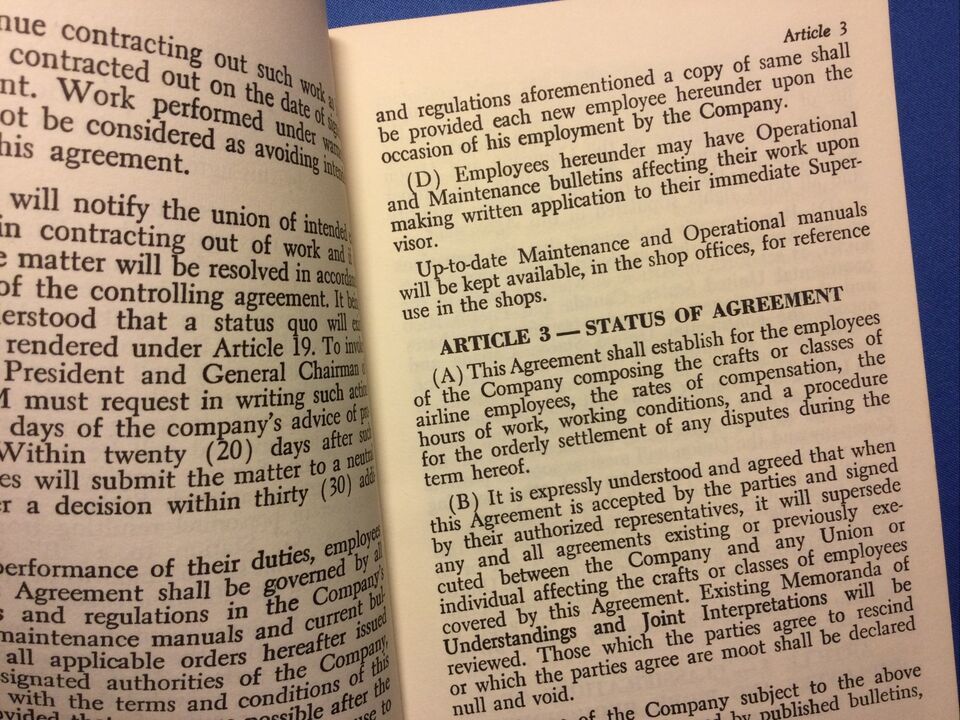 nue contracting out such work as
contracted out on the date of
nt. Work performed under
ot be considered as avoiding
his agreement.
will notify the union of intended
in contracting out of work and
e matter will be resolved in
of the controlling agreement. It
erstood that a status quo will
rendered under Article 19. To
President and General Chairman
M must request in writing such
days of the company's advice of
Within twenty (20) days after such
es will submit the matter to a neutral
er a decision within thirty (30)
performance of their duties, employees
Agreement shall be governed by all
s and regulations in the Company's
maintenance manuals and current bul-
all applicable orders hereafter issued
signated authorities of the Company,
with the terms and conditions of this
possible after the
use to
Article 3
and regulations aforementioned a copy of same shall
be provided each new employee hereunder upon the
occasion of his employment by the Company.
(D) Employees hereunder may have Operational
and Maintenance bulletins affecting their work upon
making written application to their immediate Super-
visor.
Up-to-date Maintenance and Operational manuals
will be kept available, in the shop offices, for reference
use in the shops.
ARTICLE 3 — STATUS OF AGREEMENT
(A) This Agreement shall establish for the employees
of the Company composing the crafts or classes of
airline employees, the rates of compensation, the
hours of work, working conditions, and a procedure
for the orderly settlement of any disputes during the
term hereof.
(B) It is expressly understood and agreed that when
this Agreement is accepted by the parties and signed
by their authorized representatives, it will supersede
any and all agreements existing or previously exe-
cuted between the Company and any Union or
individual affecting the crafts or classes of employees
covered by this Agreement. Existing Memoranda of
Understandings and Joint Interpretations will be
reviewed. Those which the parties agree to rescind
or which the parties agree are moot shall be declared
null and void.
of the Company subject to the above
by published bulletins,